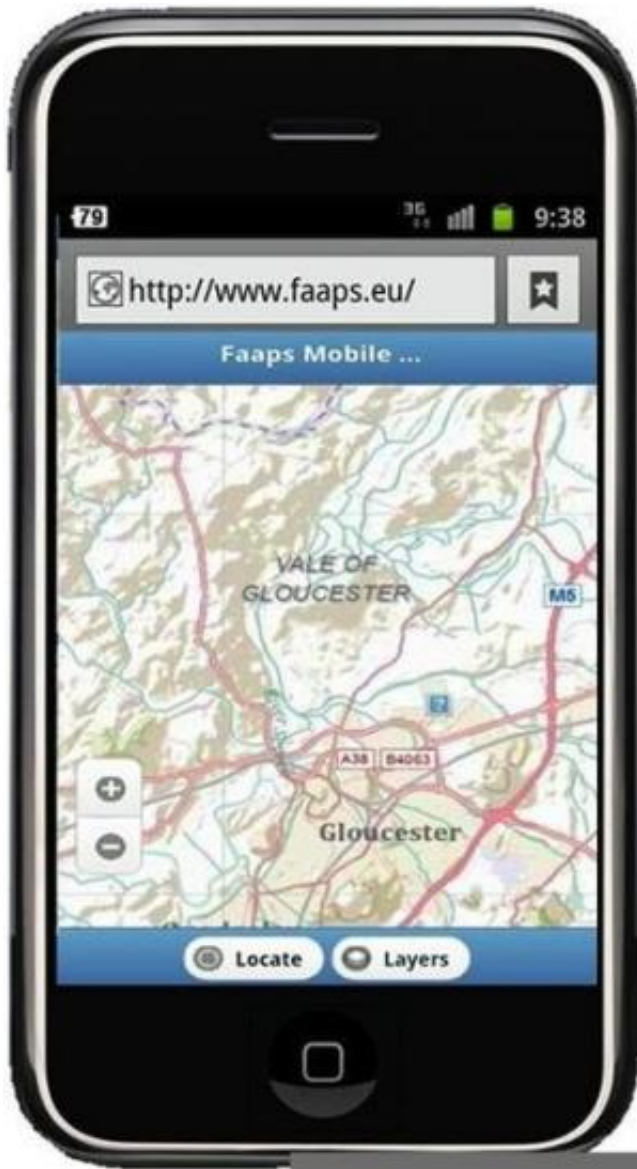 79 3G 9:38
http://www.faaps.eu/
Faaps Mobile ...
VALE OF
GLOUCESTER
M5
A38 B4063
Gloucester
Locate Layers